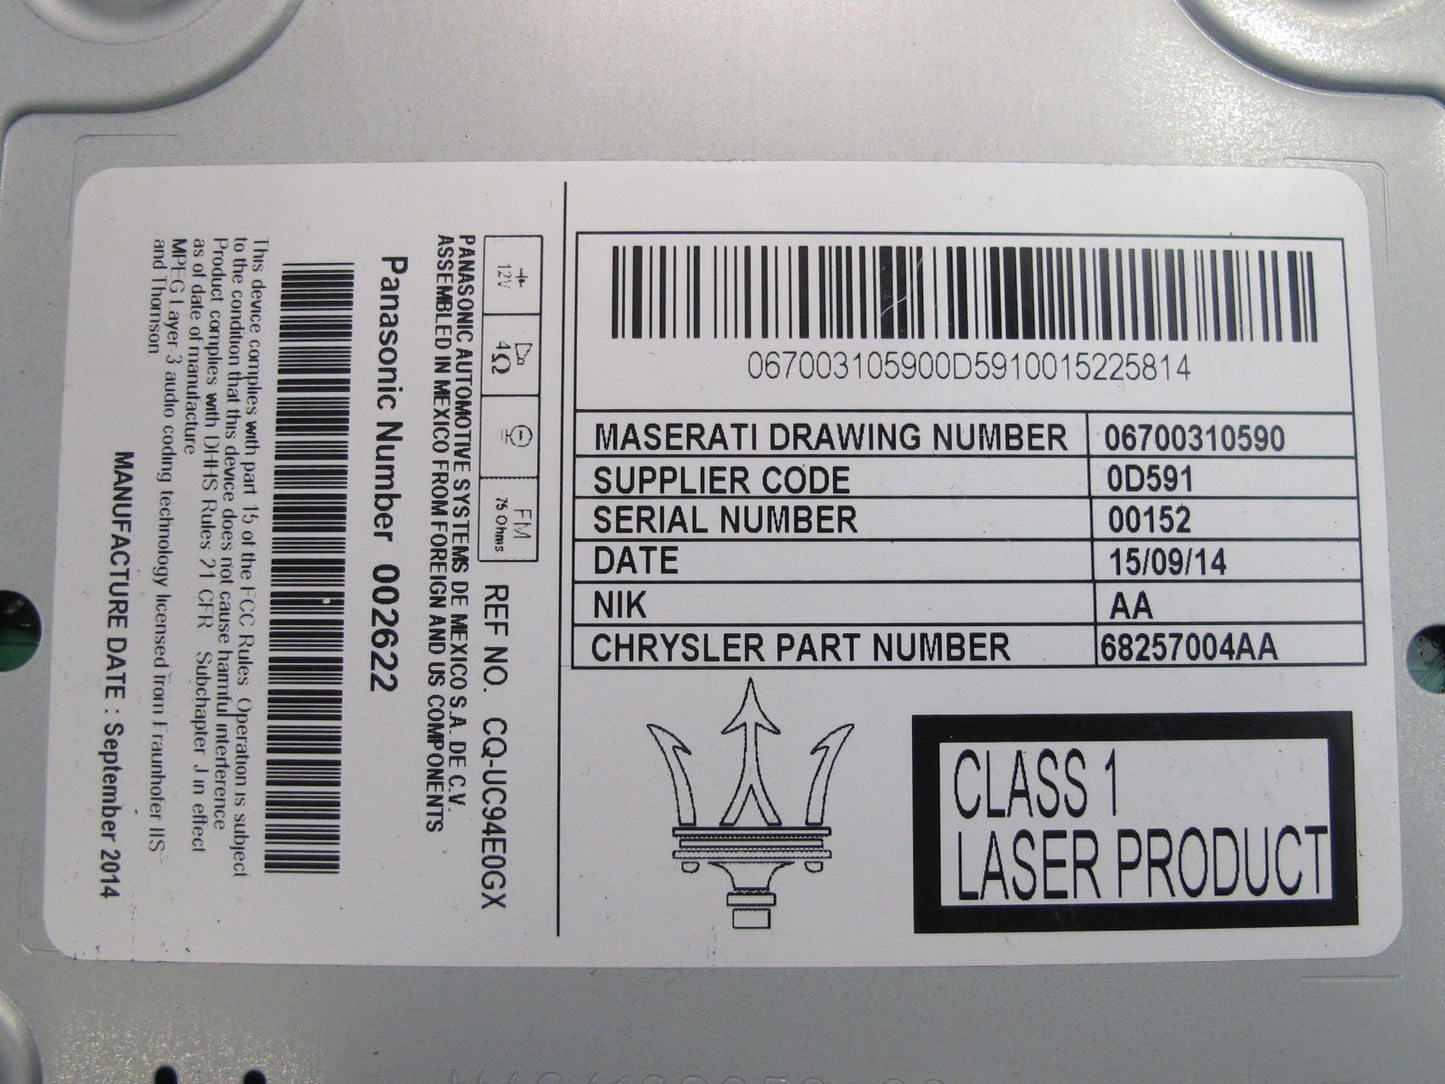 067003105900D5910015225814
MASERATI DRAWING NUMBER 06700310590
SUPPLIER CODE 0D591
SERIAL NUMBER 00152
DATE 15/09/14
NIK AA
CHRYSLER PART NUMBER 68257004AA
CLASS 1
LASER PRODUCT
12V
4Ω
FM
75 Ohms
REF NO. CQ-UC94E0GX
PANASONIC AUTOMOTIVE SYSTEMS DE MEXICO S.A. DE C.V.
ASSEMBLED IN MEXICO FROM FOREIGN AND US COMPONENTS
Panasonic Number 002622
This device complies with part 15 of the FCC Rules. Operation is subject
to the condition that this device does not cause harmful interference
Product complies with DHHS Rules 21 CFR Subchapter J in effect
as of date of manufacture
MPEG Layer 3 audio coding technology licensed from Fraunhofer IIS
and Thomson
MANUFACTURE DATE : September 2014